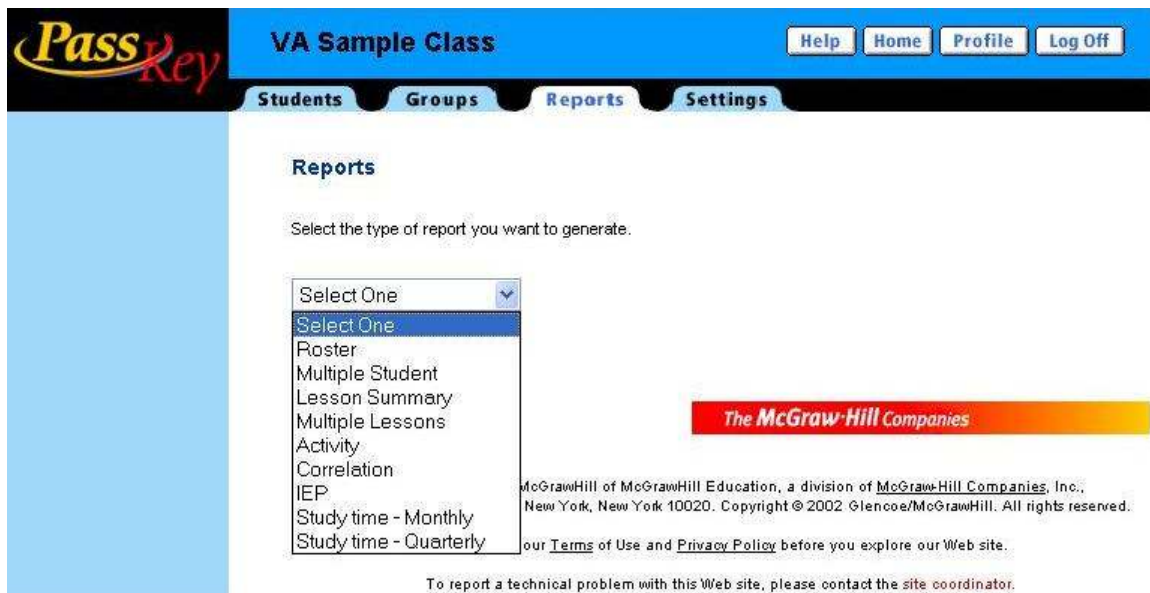 PassKey
VA Sample Class
Help Home Profile Log Off
Students Groups Reports Settings
Reports
Select the type of report you want to generate.
Select One
Select One
Roster
Multiple Student
Lesson Summary
Multiple Lessons
Activity
Correlation
IEP
Study time - Monthly
Study time - Quarterly
The McGraw-Hill Companies
McGrawHill of McGrawHill Education, a division of McGraw-Hill Companies, Inc.,
New York, New York 10020. Copyright © 2002 Glencoe/McGrawHill. All rights reserved.
our Terms of Use and Privacy Policy before you explore our Web site.
To report a technical problem with this Web site, please contact the site coordinator.